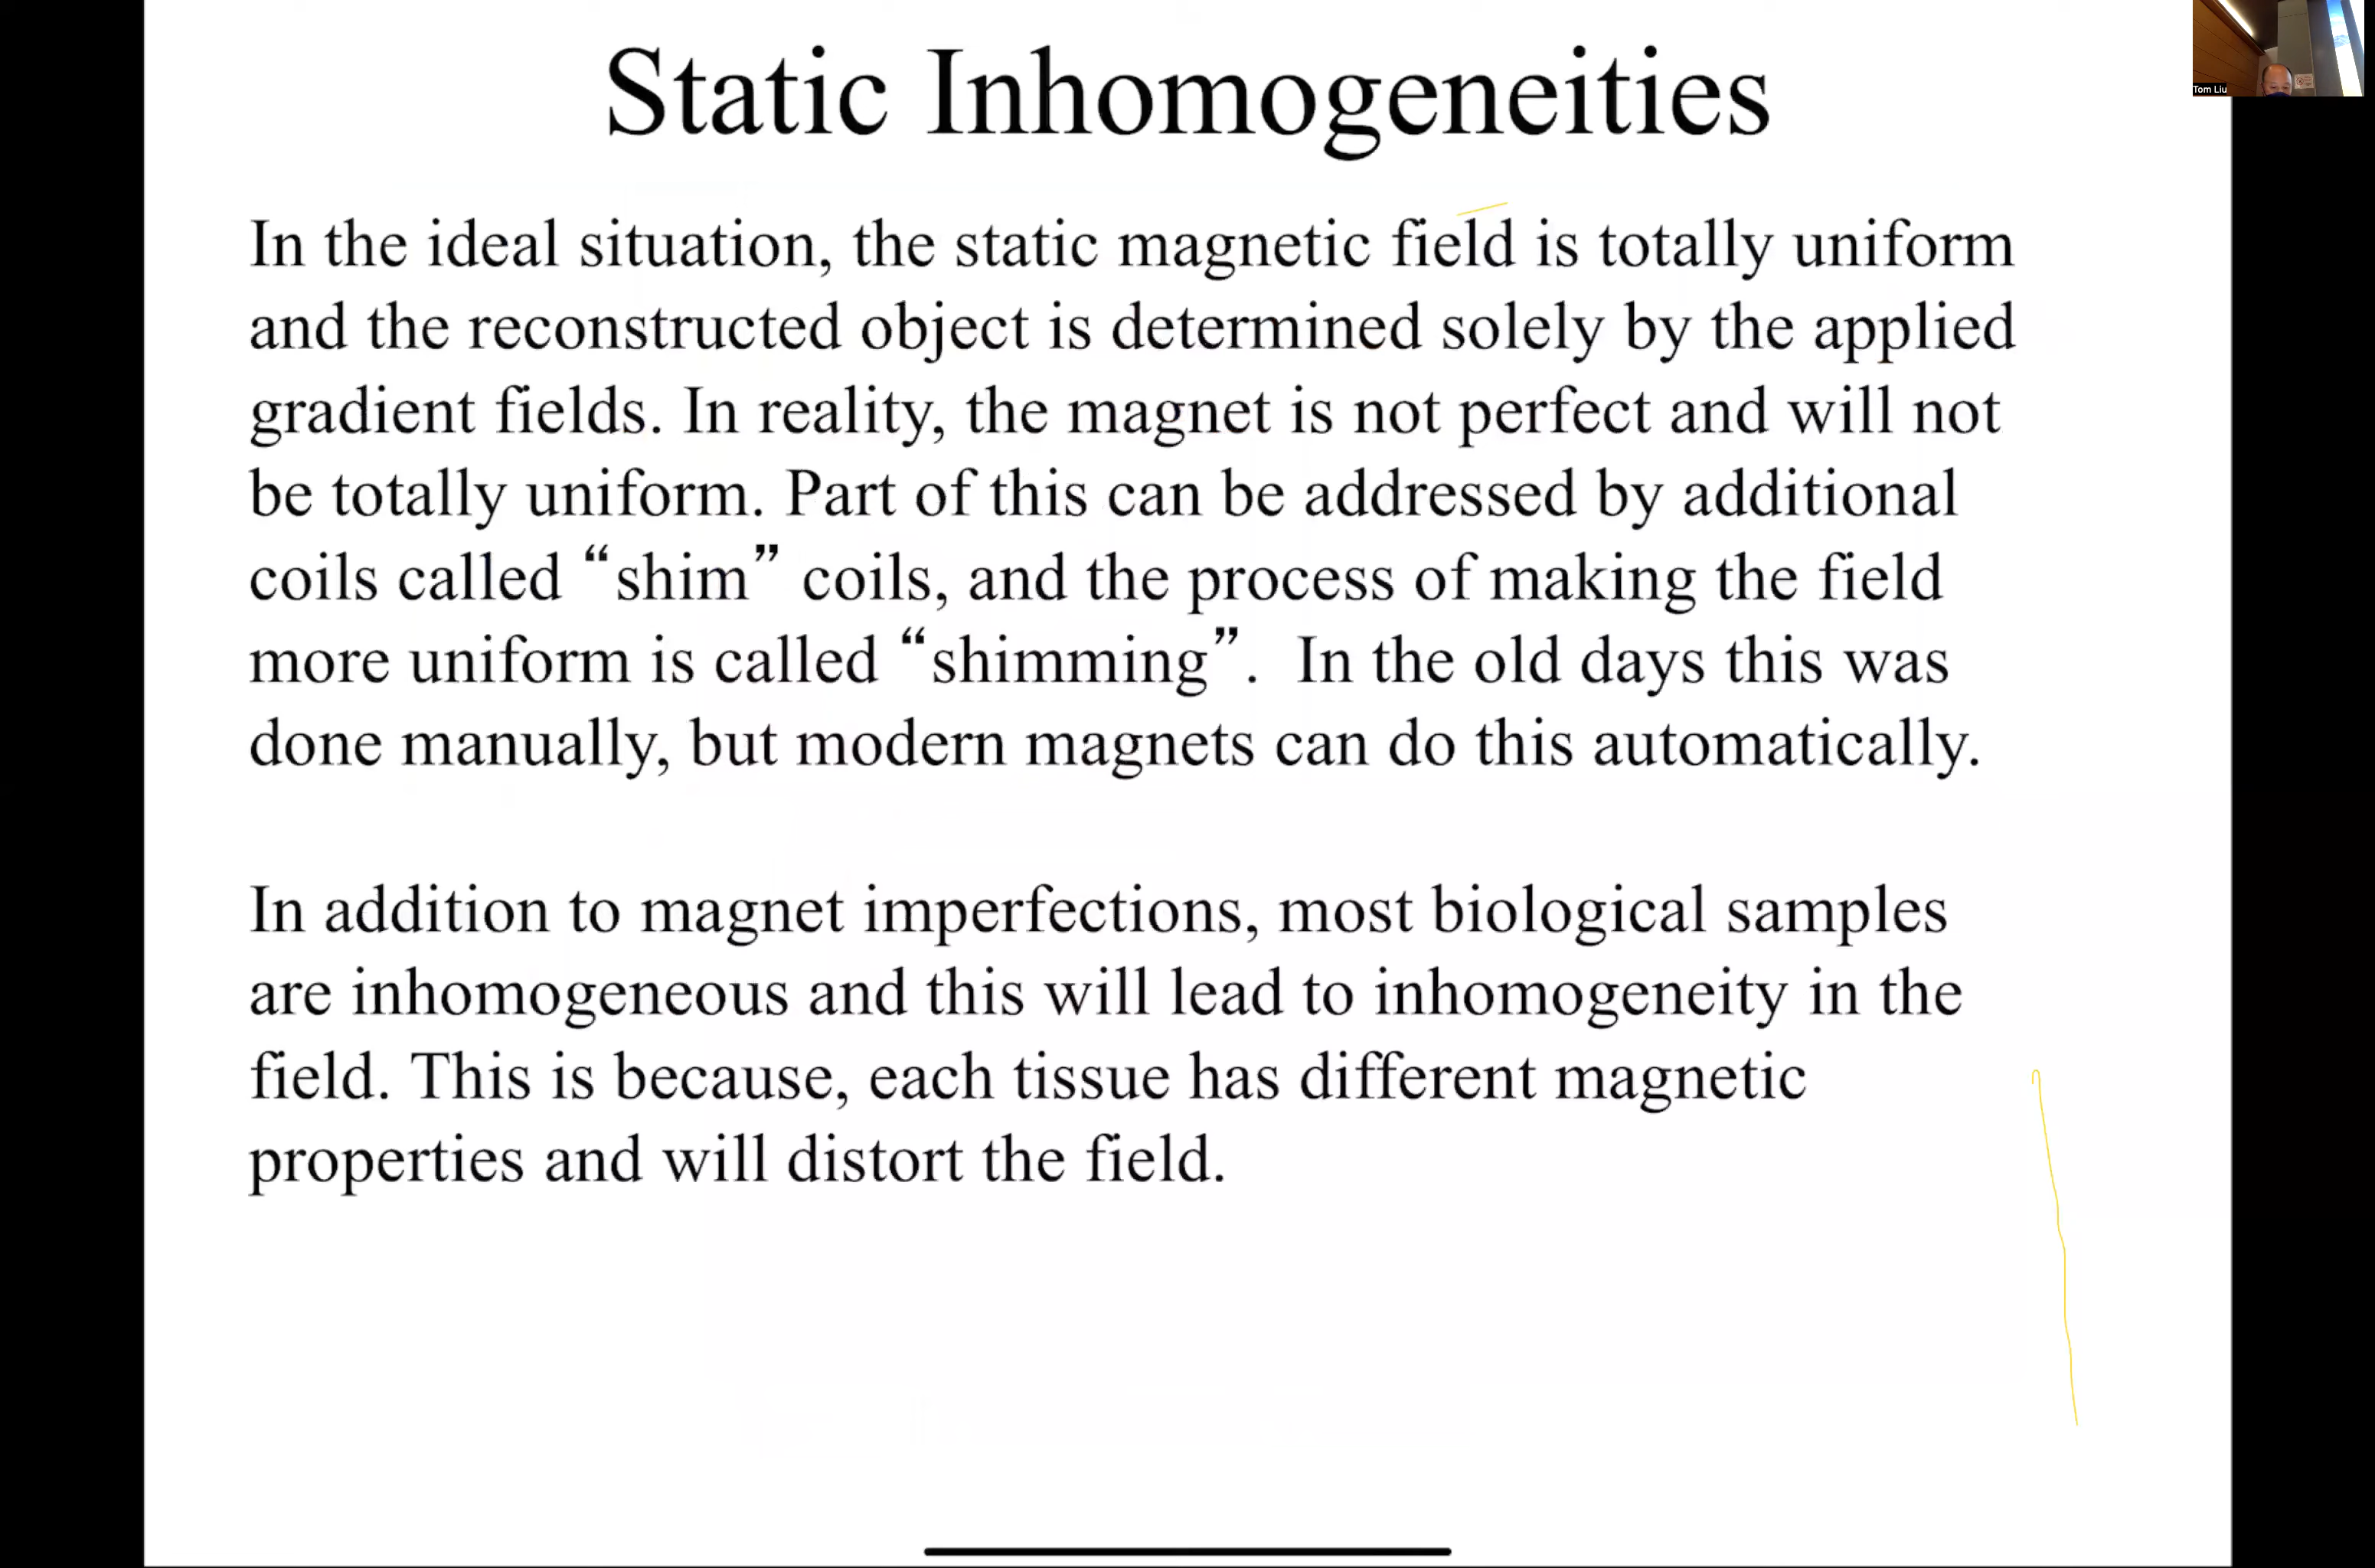 Static Inhomogeneities
Tom Liu
In the ideal situation, the static magnetic field is totally uniform
and the reconstructed object is determined solely by the applied
gradient fields. In reality, the magnet is not perfect and will not
be totally uniform. Part of this can be addressed by additional
coils called “shim” coils, and the process of making the field
more uniform is called “shimming”.  In the old days this was
done manually, but modern magnets can do this automatically.
In addition to magnet imperfections, most biological samples
are inhomogeneous and this will lead to inhomogeneity in the
field. This is because, each tissue has different magnetic
properties and will distort the field.